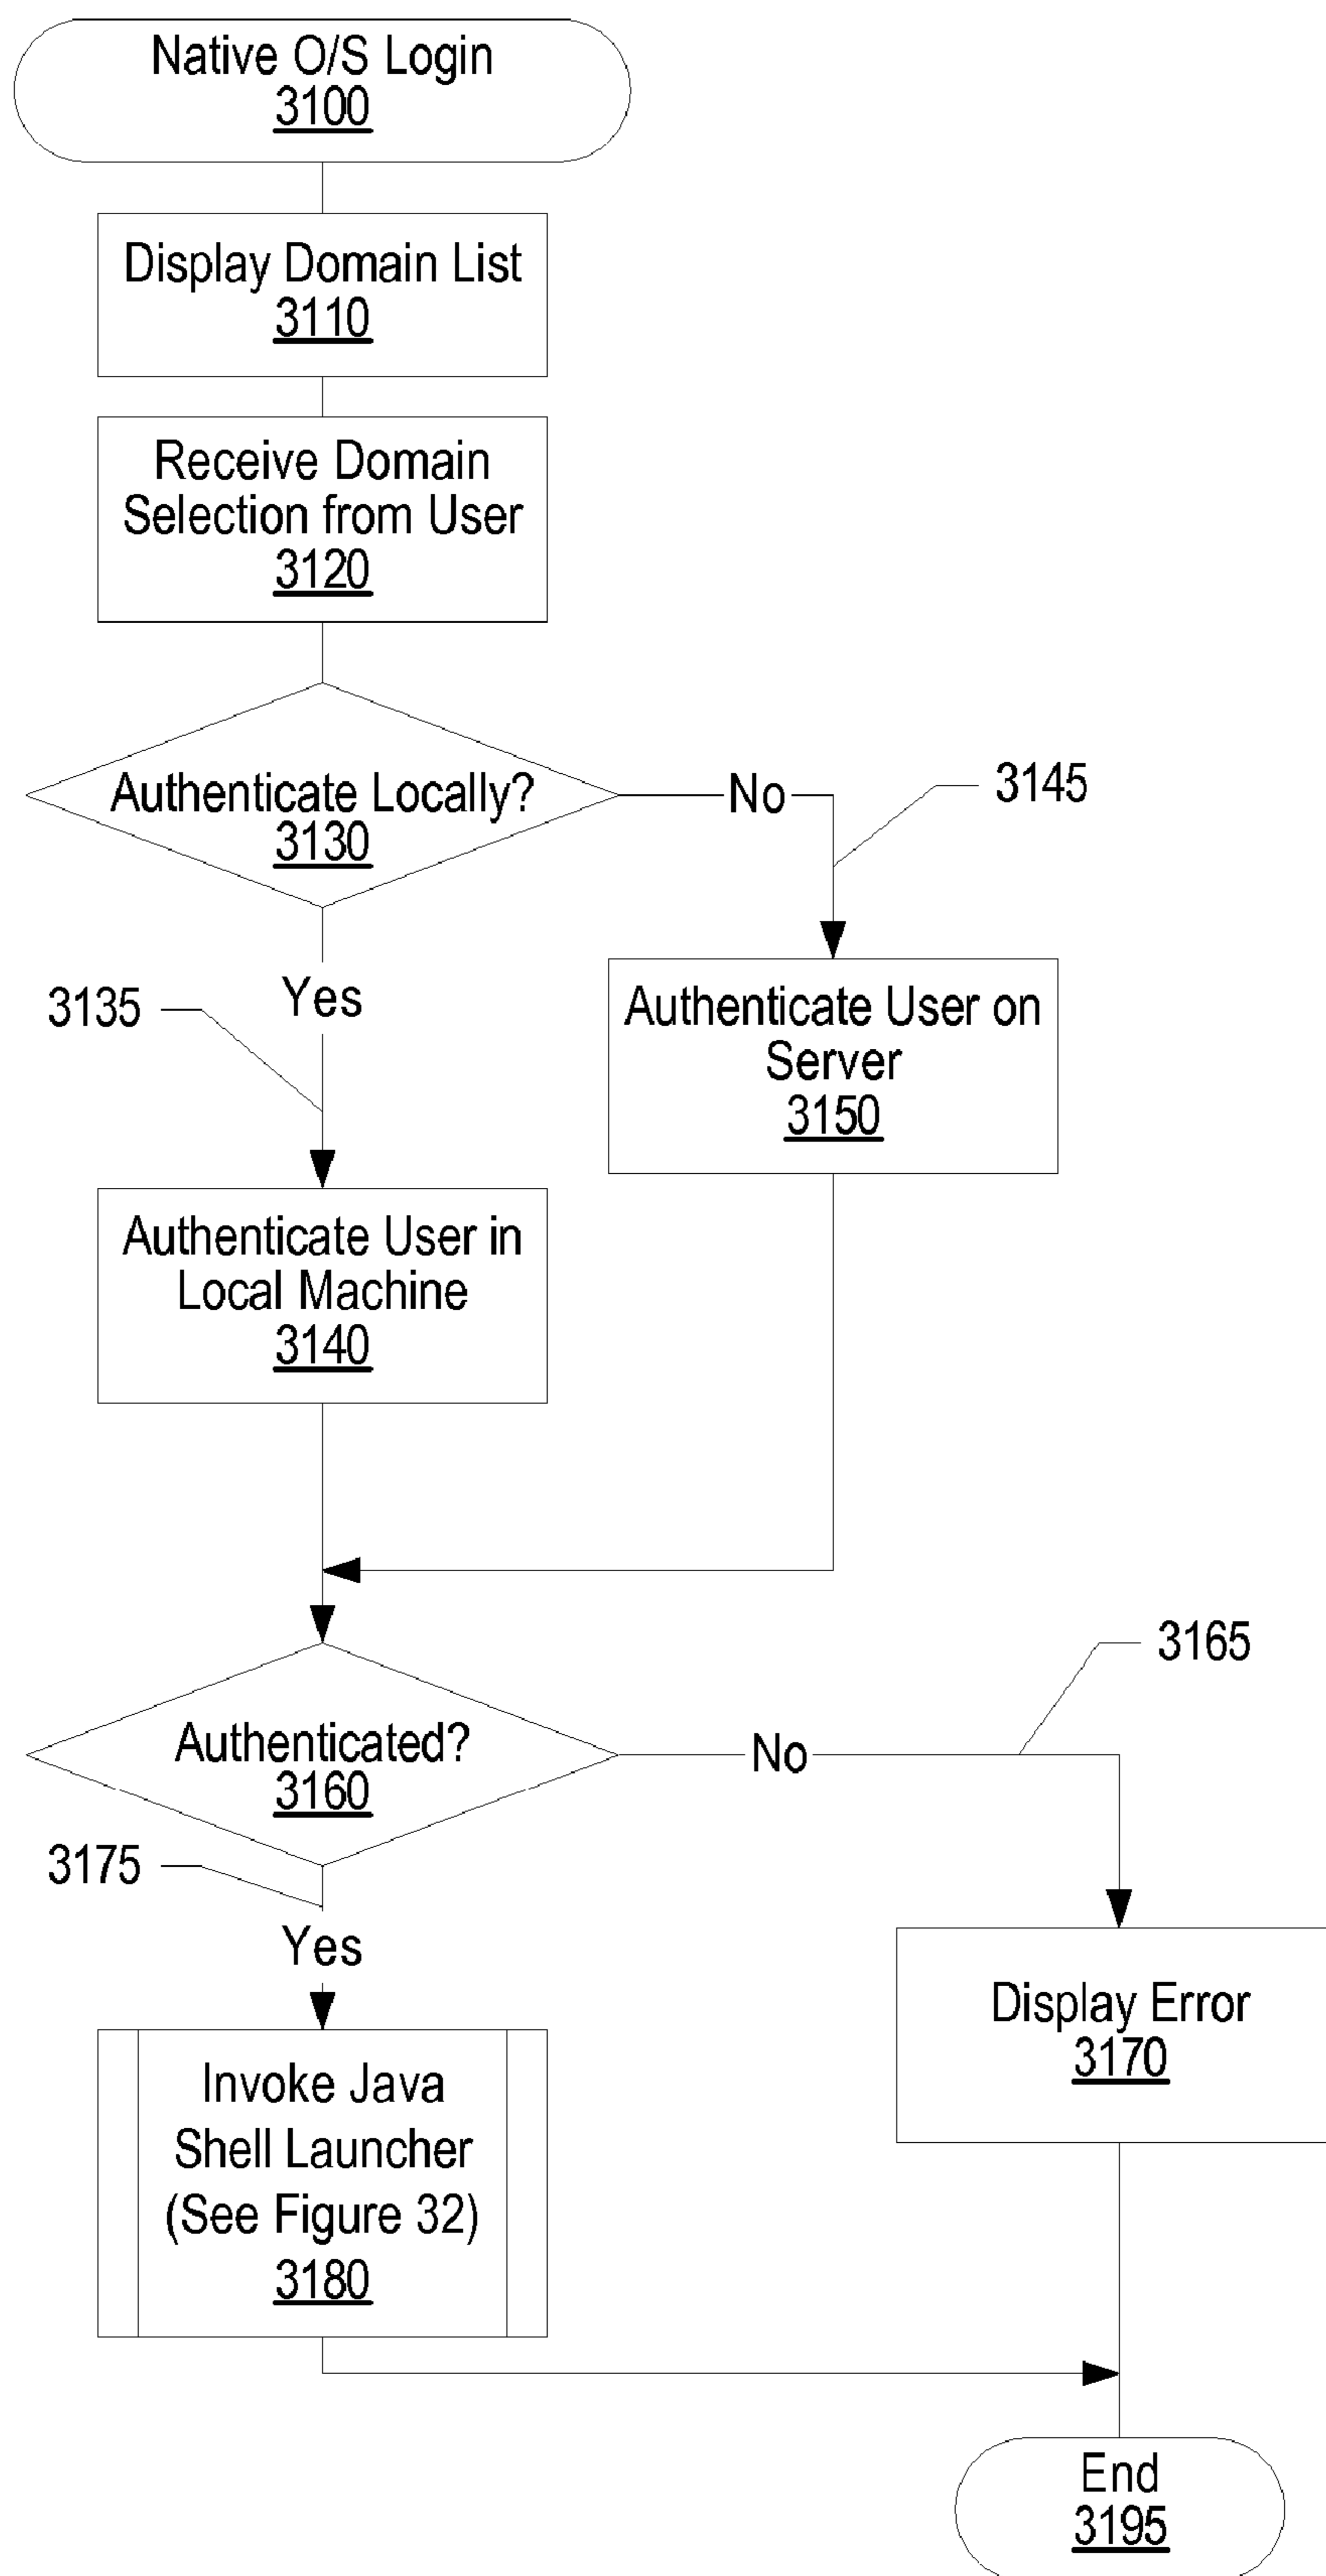 Native O/S Login
3100
Display Domain List
3110
Receive Domain
Selection from User
3120
Authenticate Locally?
3130
No
3145
Yes
3135
Authenticate User on
Server
3150
Authenticate User in
Local Machine
3140
Authenticated?
3160
No
3165
3175
Yes
Invoke Java
Shell Launcher
(See Figure 32)
3180
Display Error
3170
End
3195